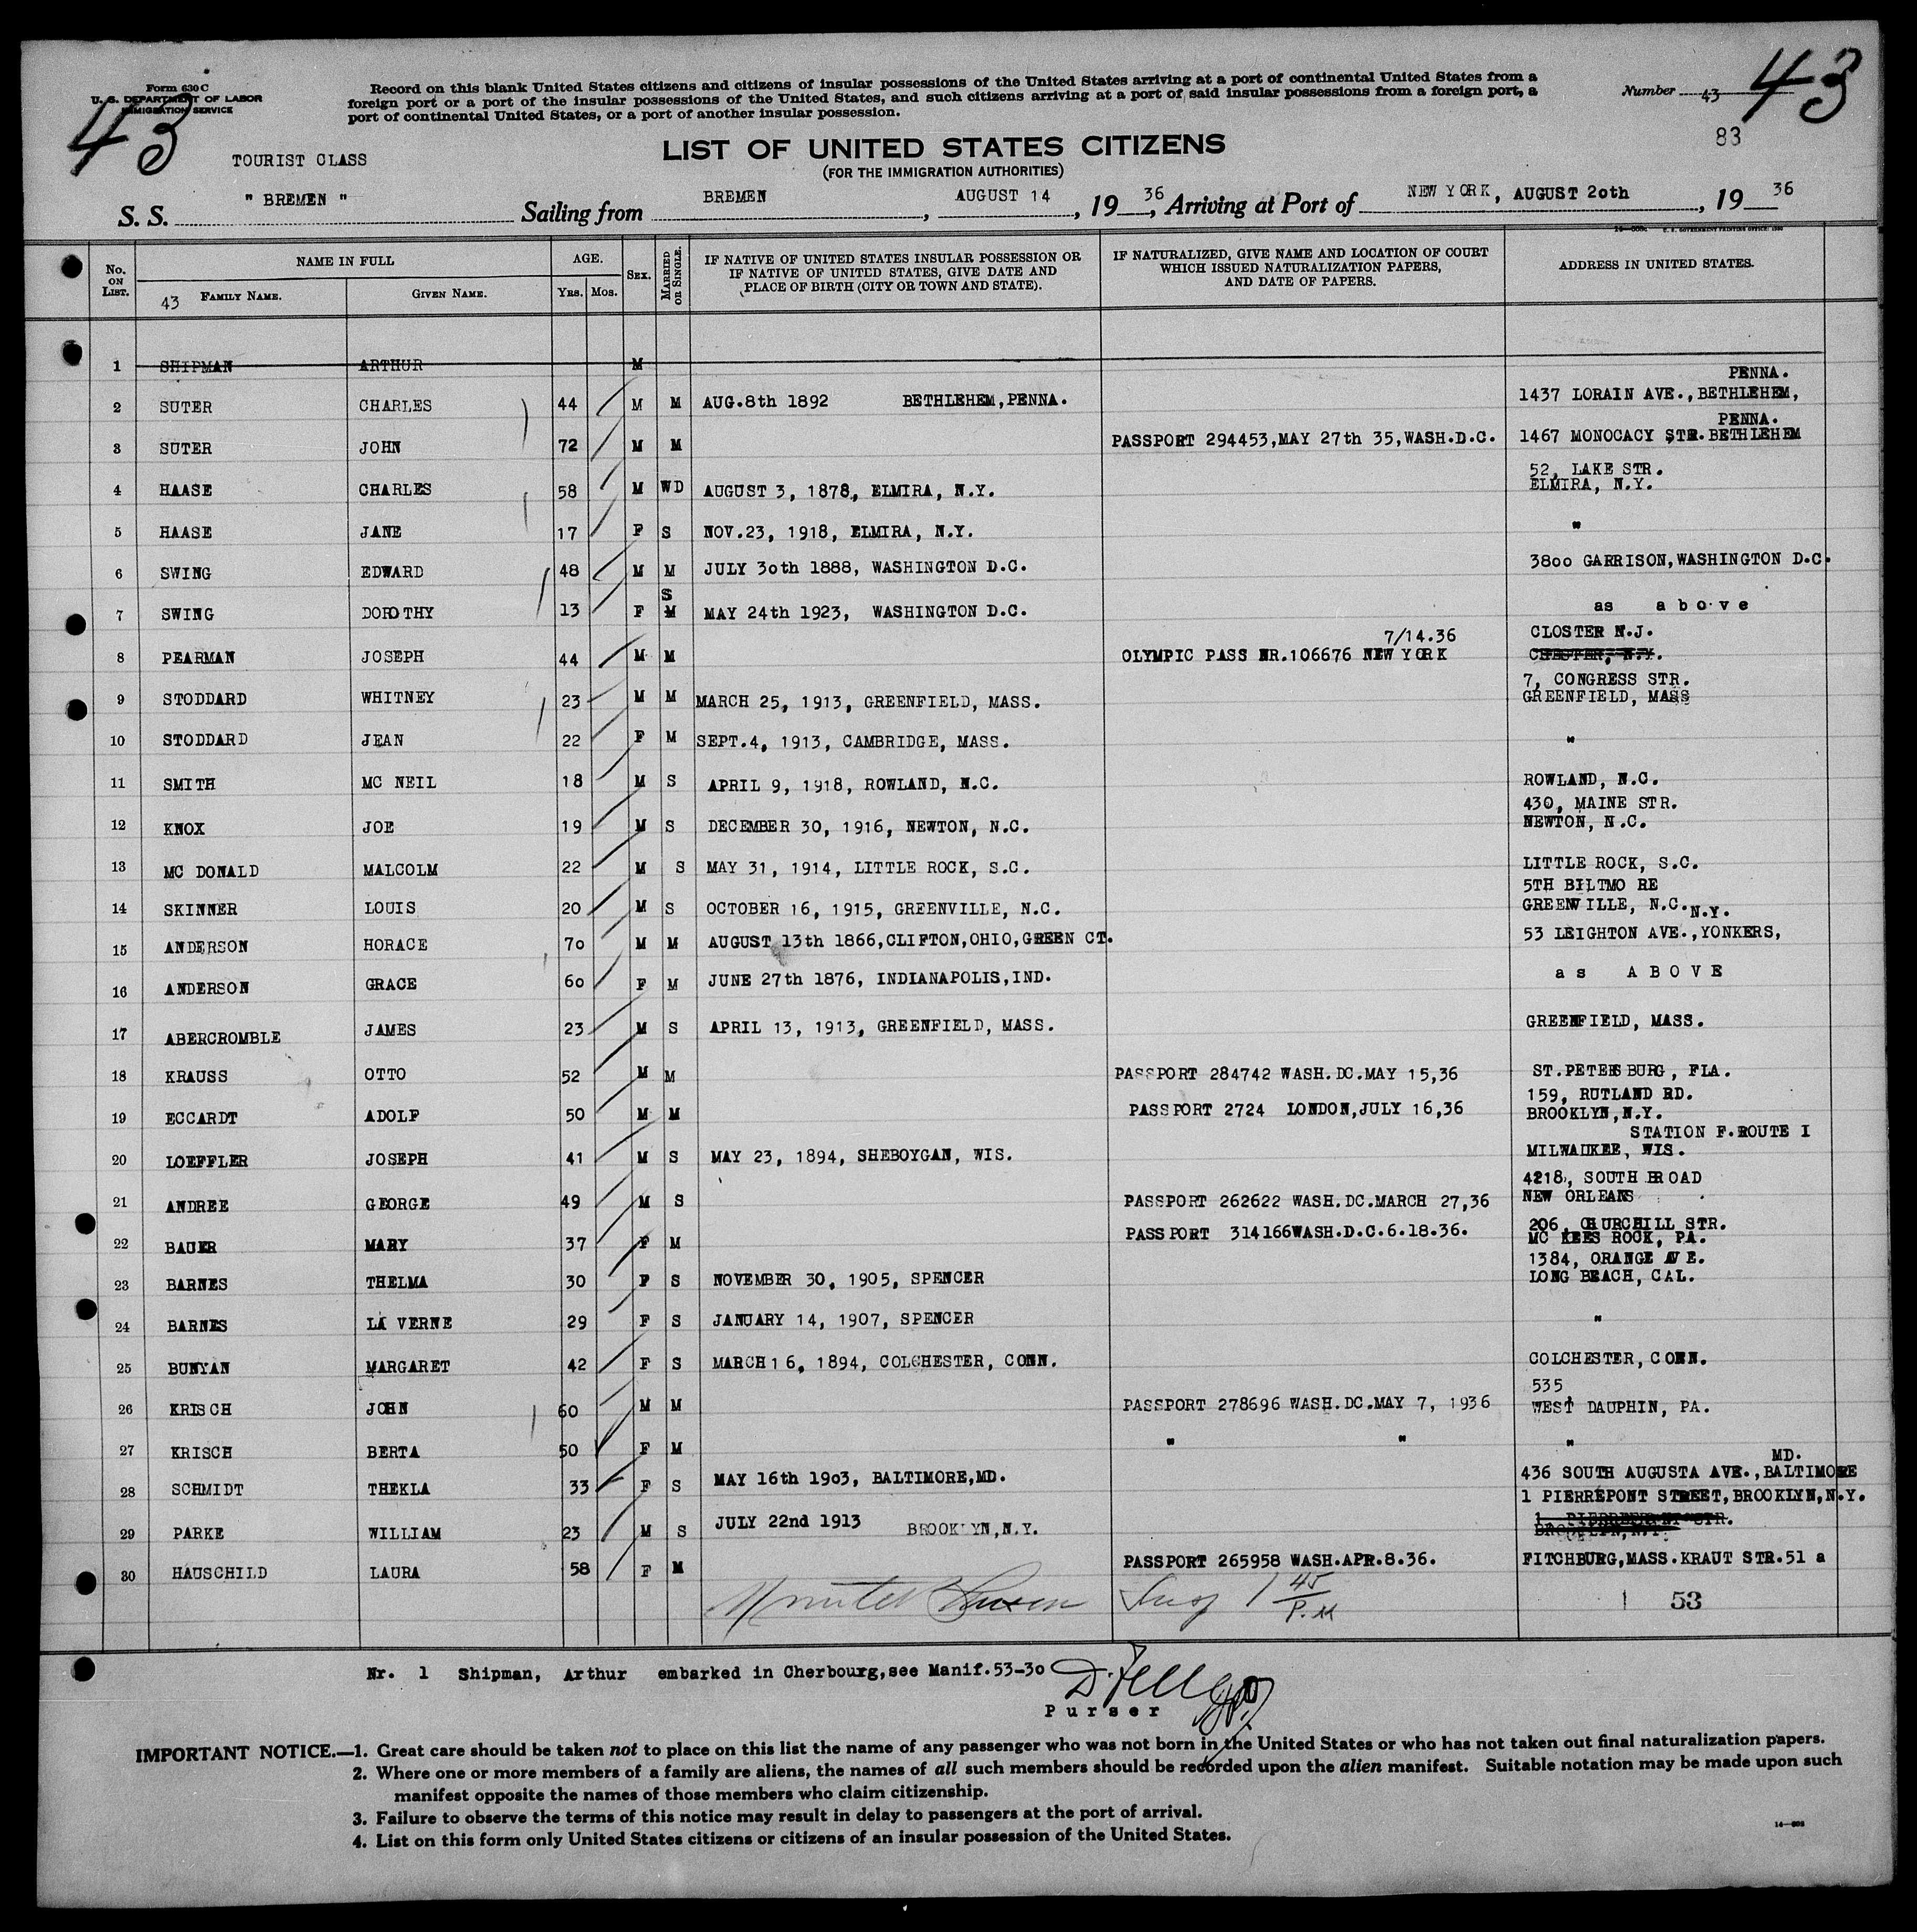 Form 630 C
U. S. DEPARTMENT OF LABOR
IMMIGRATION SERVICE
43
Record on this blank United States citizens and citizens of insular possessions of the United States arriving at a port of continental United States from a
foreign port or a port of the insular possessions of the United States, and such citizens arriving at a port of said insular possessions from a foreign port, a
port of continental United States, or a port of another insular possession.
Number 43
43
83
TOURIST CLASS
LIST OF UNITED STATES CITIZENS
(FOR THE IMMIGRATION AUTHORITIES)
S. S. " BREMEN " Sailing from BREMEN, AUGUST 14, 19 36, Arriving at Port of NEW YORK, AUGUST 20th, 19 36
No. ON LIST. NAME IN FULL AGE. SEX. MARRIED OR SINGLE. IF NATIVE OF UNITED STATES INSULAR POSSESSION OR IF NATIVE OF UNITED STATES, GIVE DATE AND PLACE OF BIRTH (CITY OR TOWN AND STATE). IF NATURALIZED, GIVE NAME AND LOCATION OF COURT WHICH ISSUED NATURALIZATION PAPERS, AND DATE OF PAPERS. ADDRESS IN UNITED STATES.
43 FAMILY NAME. GIVEN NAME. YRS. MOS.
1 SHIPMAN ARTHUR M
PENNA.
2 SUTER CHARLES 44 M M AUG.8th 1892 BETHLEHEM,PENNA. 1437 LORAIN AVE.,BETHLEHEM,
PENNA.
3 SUTER JOHN 72 M M PASSPORT 294453,MAY 27th 35,WASH.D.C. 1467 MONOCACY STR.BETHLEHEM
52, LAKE STR.
4 HAASE CHARLES 58 M WD AUGUST 3, 1878, ELMIRA, N.Y. ELMIRA, N.Y.
5 HAASE JANE 17 F S NOV.23, 1918, ELMIRA, N.Y. "
6 SWING EDWARD 48 M M JULY 30th 1888, WASHINGTON D.C. 3800 GARRISON,WASHINGTON D.C.
S
7 SWING DOROTHY 13 F M MAY 24th 1923, WASHINGTON D.C. as above
7/14.36 CLOSTER N.J.
8 PEARMAN JOSEPH 44 M M OLYMPIC PASS NR.106676 NEW YORK CHESTER, N.Y.
7, CONGRESS STR.
9 STODDARD WHITNEY 23 M M MARCH 25, 1913, GREENFIELD, MASS. GREENFIELD, MASS
10 STODDARD JEAN 22 F M SEPT.4, 1913, CAMBRIDGE, MASS. "
11 SMITH MC NEIL 18 M S APRIL 9, 1918, ROWLAND, N.C. ROWLAND, N.C.
430, MAINE STR.
12 KNOX JOE 19 M S DECEMBER 30, 1916, NEWTON, N.C. NEWTON, N.C.
13 MC DONALD MALCOLM 22 M S MAY 31, 1914, LITTLE ROCK, S.C. LITTLE ROCK, S.C.
5TH BILTMO RE
14 SKINNER LOUIS 20 M S OCTOBER 16, 1915, GREENVILLE, N.C. GREENVILLE, N.C.
N.Y.
15 ANDERSON HORACE 70 M M AUGUST 13th 1866,CLIFTON,OHIO,GREEN CT. 53 LEIGHTON AVE.,YONKERS,
16 ANDERSON GRACE 60 F M JUNE 27th 1876, INDIANAPOLIS,IND. as ABOVE
17 ABERCROMBLE JAMES 23 M S APRIL 13, 1913, GREENFIELD, MASS. GREENFIELD, MASS.
18 KRAUSS OTTO 52 M M PASSPORT 284742 WASH.DC.MAY 15,36 ST.PETERSBURG, FLA.
159, RUTLAND RD.
19 ECCARDT ADOLF 50 M M PASSPORT 2724 LONDON,JULY 16,36 BROOKLYN,N.Y.
STATION F.ROUTE I
20 LOEFFLER JOSEPH 41 M S MAY 23, 1894, SHEBOYGAN, WIS. MILWAUKEE, WIS.
4218, SOUTH BROAD
21 ANDREE GEORGE 49 M S PASSPORT 262622 WASH.DC.MARCH 27,36 NEW ORLEANS
206, CHURCHILL STR.
22 BAUER MARY 37 F M PASSPORT 314166WASH.D.C.6.18.36. MC KEES ROCK, PA.
1384, ORANGE AVE.
23 BARNES THELMA 30 F S NOVEMBER 30, 1905, SPENCER LONG BEACH, CAL.
24 BARNES LA VERNE 29 F S JANUARY 14, 1907, SPENCER "
25 BUNYAN MARGARET 42 F S MARCH 16, 1894, COLCHESTER, CONN. COLCHESTER, CONN.
535,
26 KRISCH JOHN 60 M M PASSPORT 278696 WASH.DC.MAY 7, 1936 WEST DAUPHIN, PA.
27 KRISCH BERTA 50 F M " " "
MD.
28 SCHMIDT THEKLA 33 F S MAY 16th 1903, BALTIMORE,MD. 436 SOUTH AUGUSTA AVE.,BALTIMORE
1 PIERREPONT STREET,BROOKLYN,N.Y.
29 PARKE WILLIAM 23 M S JULY 22nd 1913 BROOKLYN,N.Y. 1 STR.
BROOKLYN,N.Y.
30 HAUSCHILD LAURA 58 F M PASSPORT 265958 WASH.APR.8.36. FITCHBURG,MASS.KRAUT STR.51 a
1 45 P.M
53
Nr. 1 Shipman, Arthur embarked in Cherbourg,see Manif.53-30
Purser
IMPORTANT NOTICE.—1. Great care should be taken not to place on this list the name of any passenger who was not born in the United States or who has not taken out final naturalization papers.
2. Where one or more members of a family are aliens, the names of all such members should be recorded upon the alien manifest. Suitable notation may be made upon such
manifest opposite the names of those members who claim citizenship.
3. Failure to observe the terms of this notice may result in delay to passengers at the port of arrival.
4. List on this form only United States citizens or citizens of an insular possession of the United States.